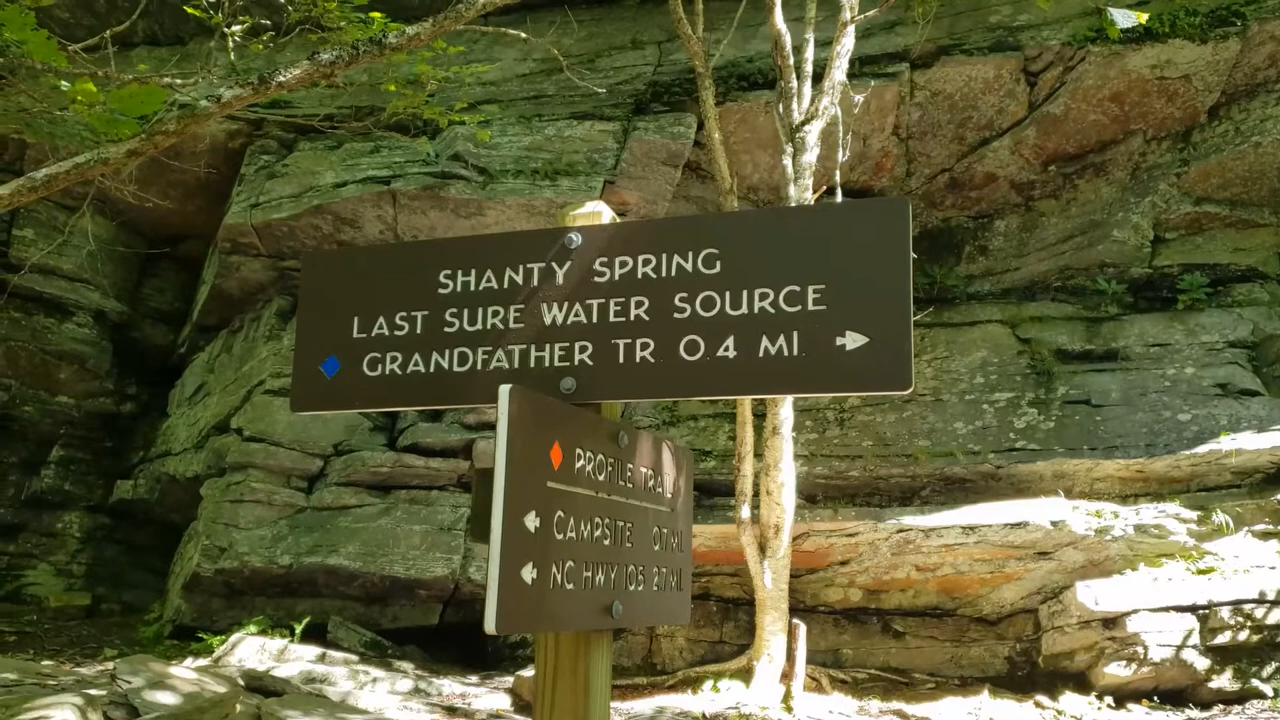 SHANTY SPRING
LAST SURE WATER SOURCE
GRANDFATHER TR. 0.4 MI.
PROFILE TRAIL
CAMPSITE 0.7 MI.
NC HWY 105 2.7 MI.